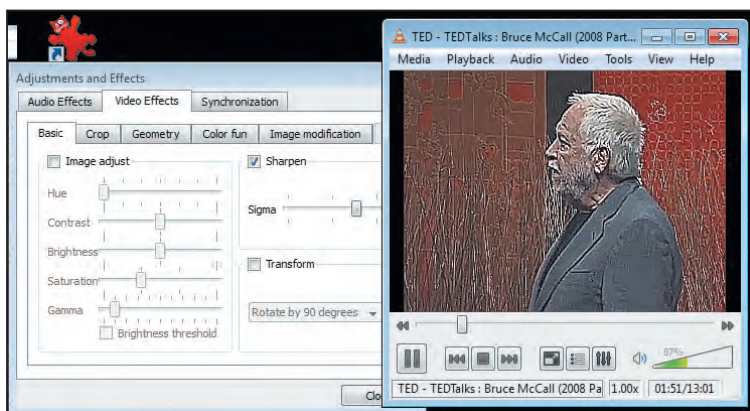 Adjustments and Effects
Audio Effects Video Effects Synchronization
Basic Crop Geometry Color fun Image modification
Image adjust
Hue
Contrast
Brightness
Saturation
Gamma
Brightness threshold
Sharpen
Sigma
Transform
Rotate by 90 degrees
Clo
TED - TEDTalks : Bruce McCall (2008 Part...
Media Playback Audio Video Tools View Help
87%
TED - TEDTalks : Bruce McCall (2008 Pa 1.00x 01:51/13:01